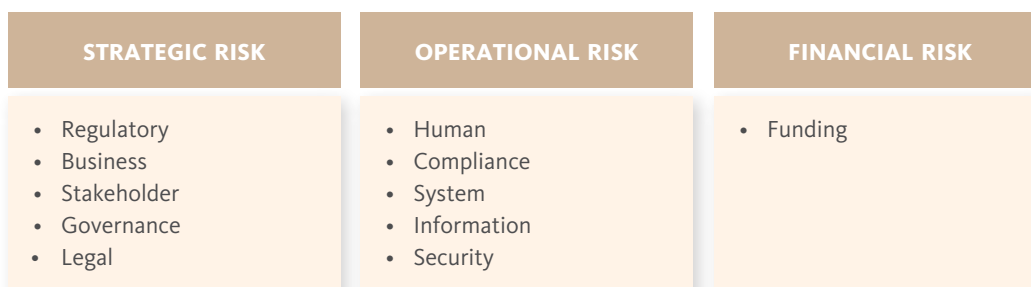 STRATEGIC RISK
• Regulatory
• Business
• Stakeholder
• Governance
• Legal
OPERATIONAL RISK
• Human
• Compliance
• System
• Information
• Security
FINANCIAL RISK
• Funding